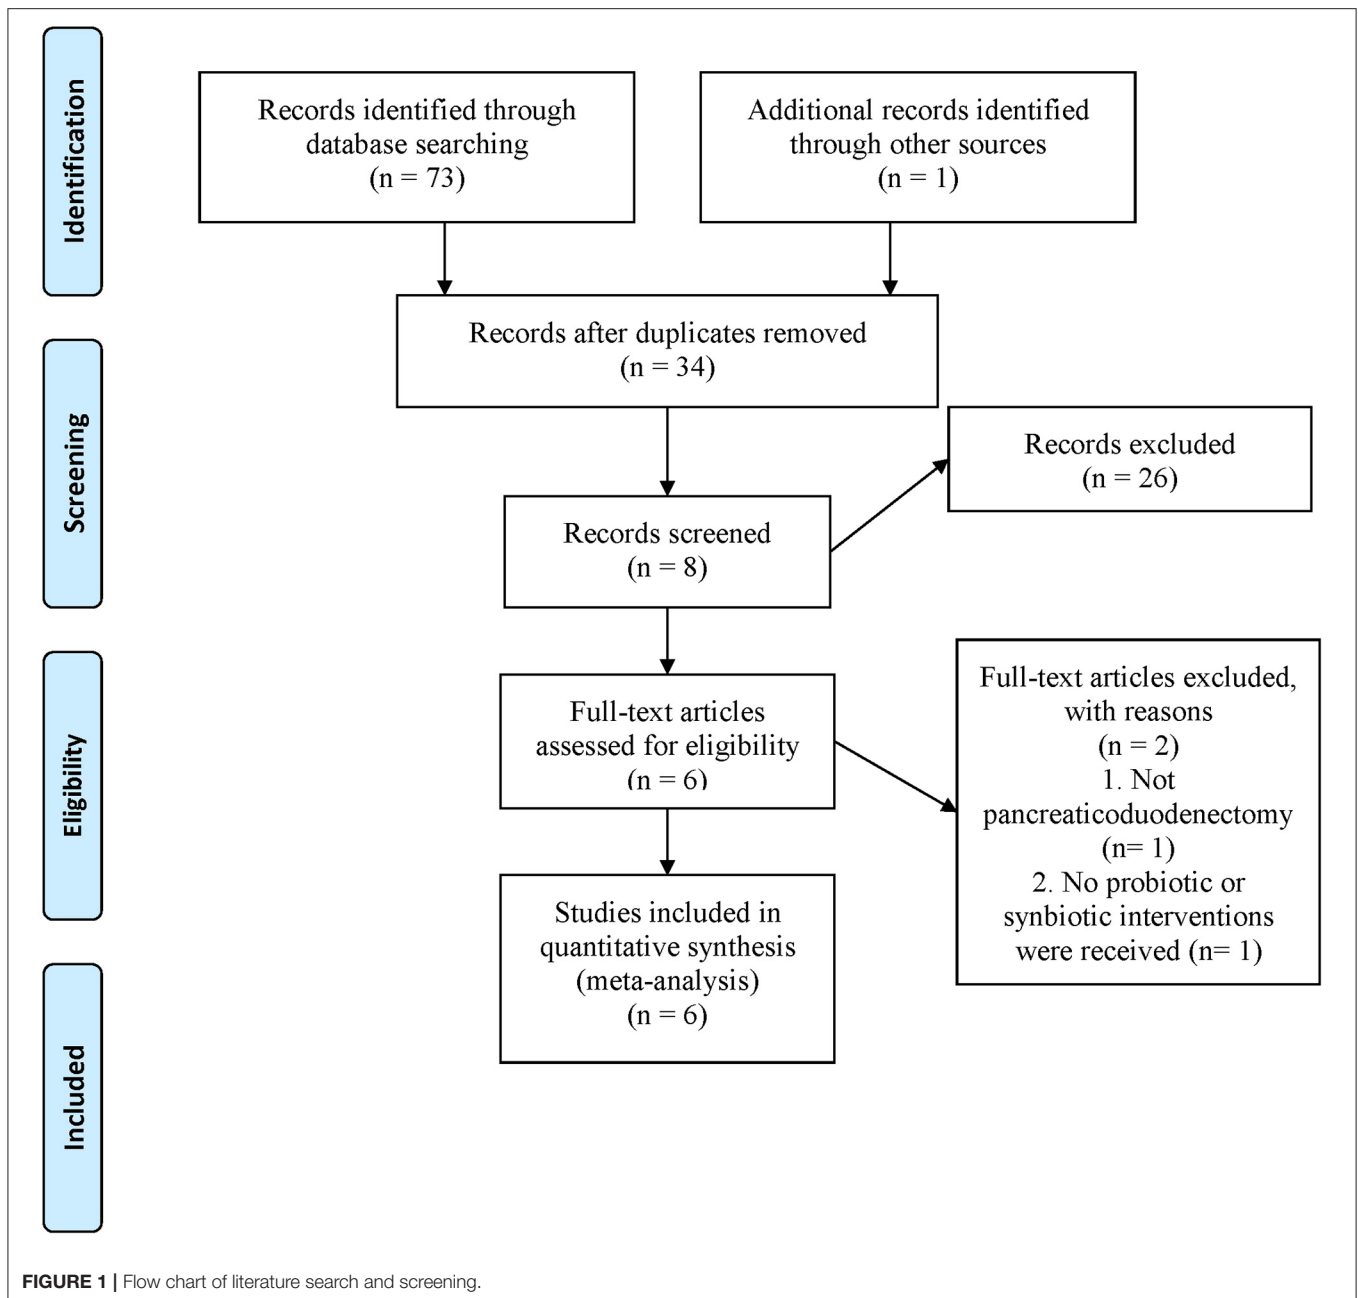 Identification
Records identified through
database searching
(n = 73)
Additional records identified
through other sources
(n = 1)
Records after duplicates removed
(n = 34)
Screening
Records excluded
(n = 26)
Records screened
(n = 8)
Eligibility
Full-text articles
assessed for eligibility
(n = 6)
Full-text articles excluded,
with reasons
(n = 2)
1. Not
pancreaticoduodenectomy
(n= 1)
2. No probiotic or
synbiotic interventions
were received (n= 1)
Included
Studies included in
quantitative synthesis
(meta-analysis)
(n = 6)
FIGURE 1 | Flow chart of literature search and screening.